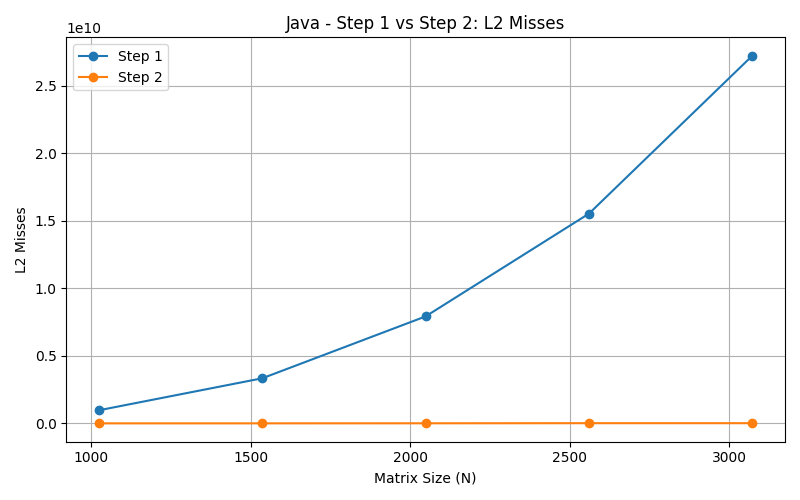 Java - Step 1 vs Step 2: L2 Misses
1e10
Step 1
Step 2
2.5
2.0
1.5
1.0
0.5
0.0
L2 Misses
1000 1500 2000 2500 3000
Matrix Size (N)